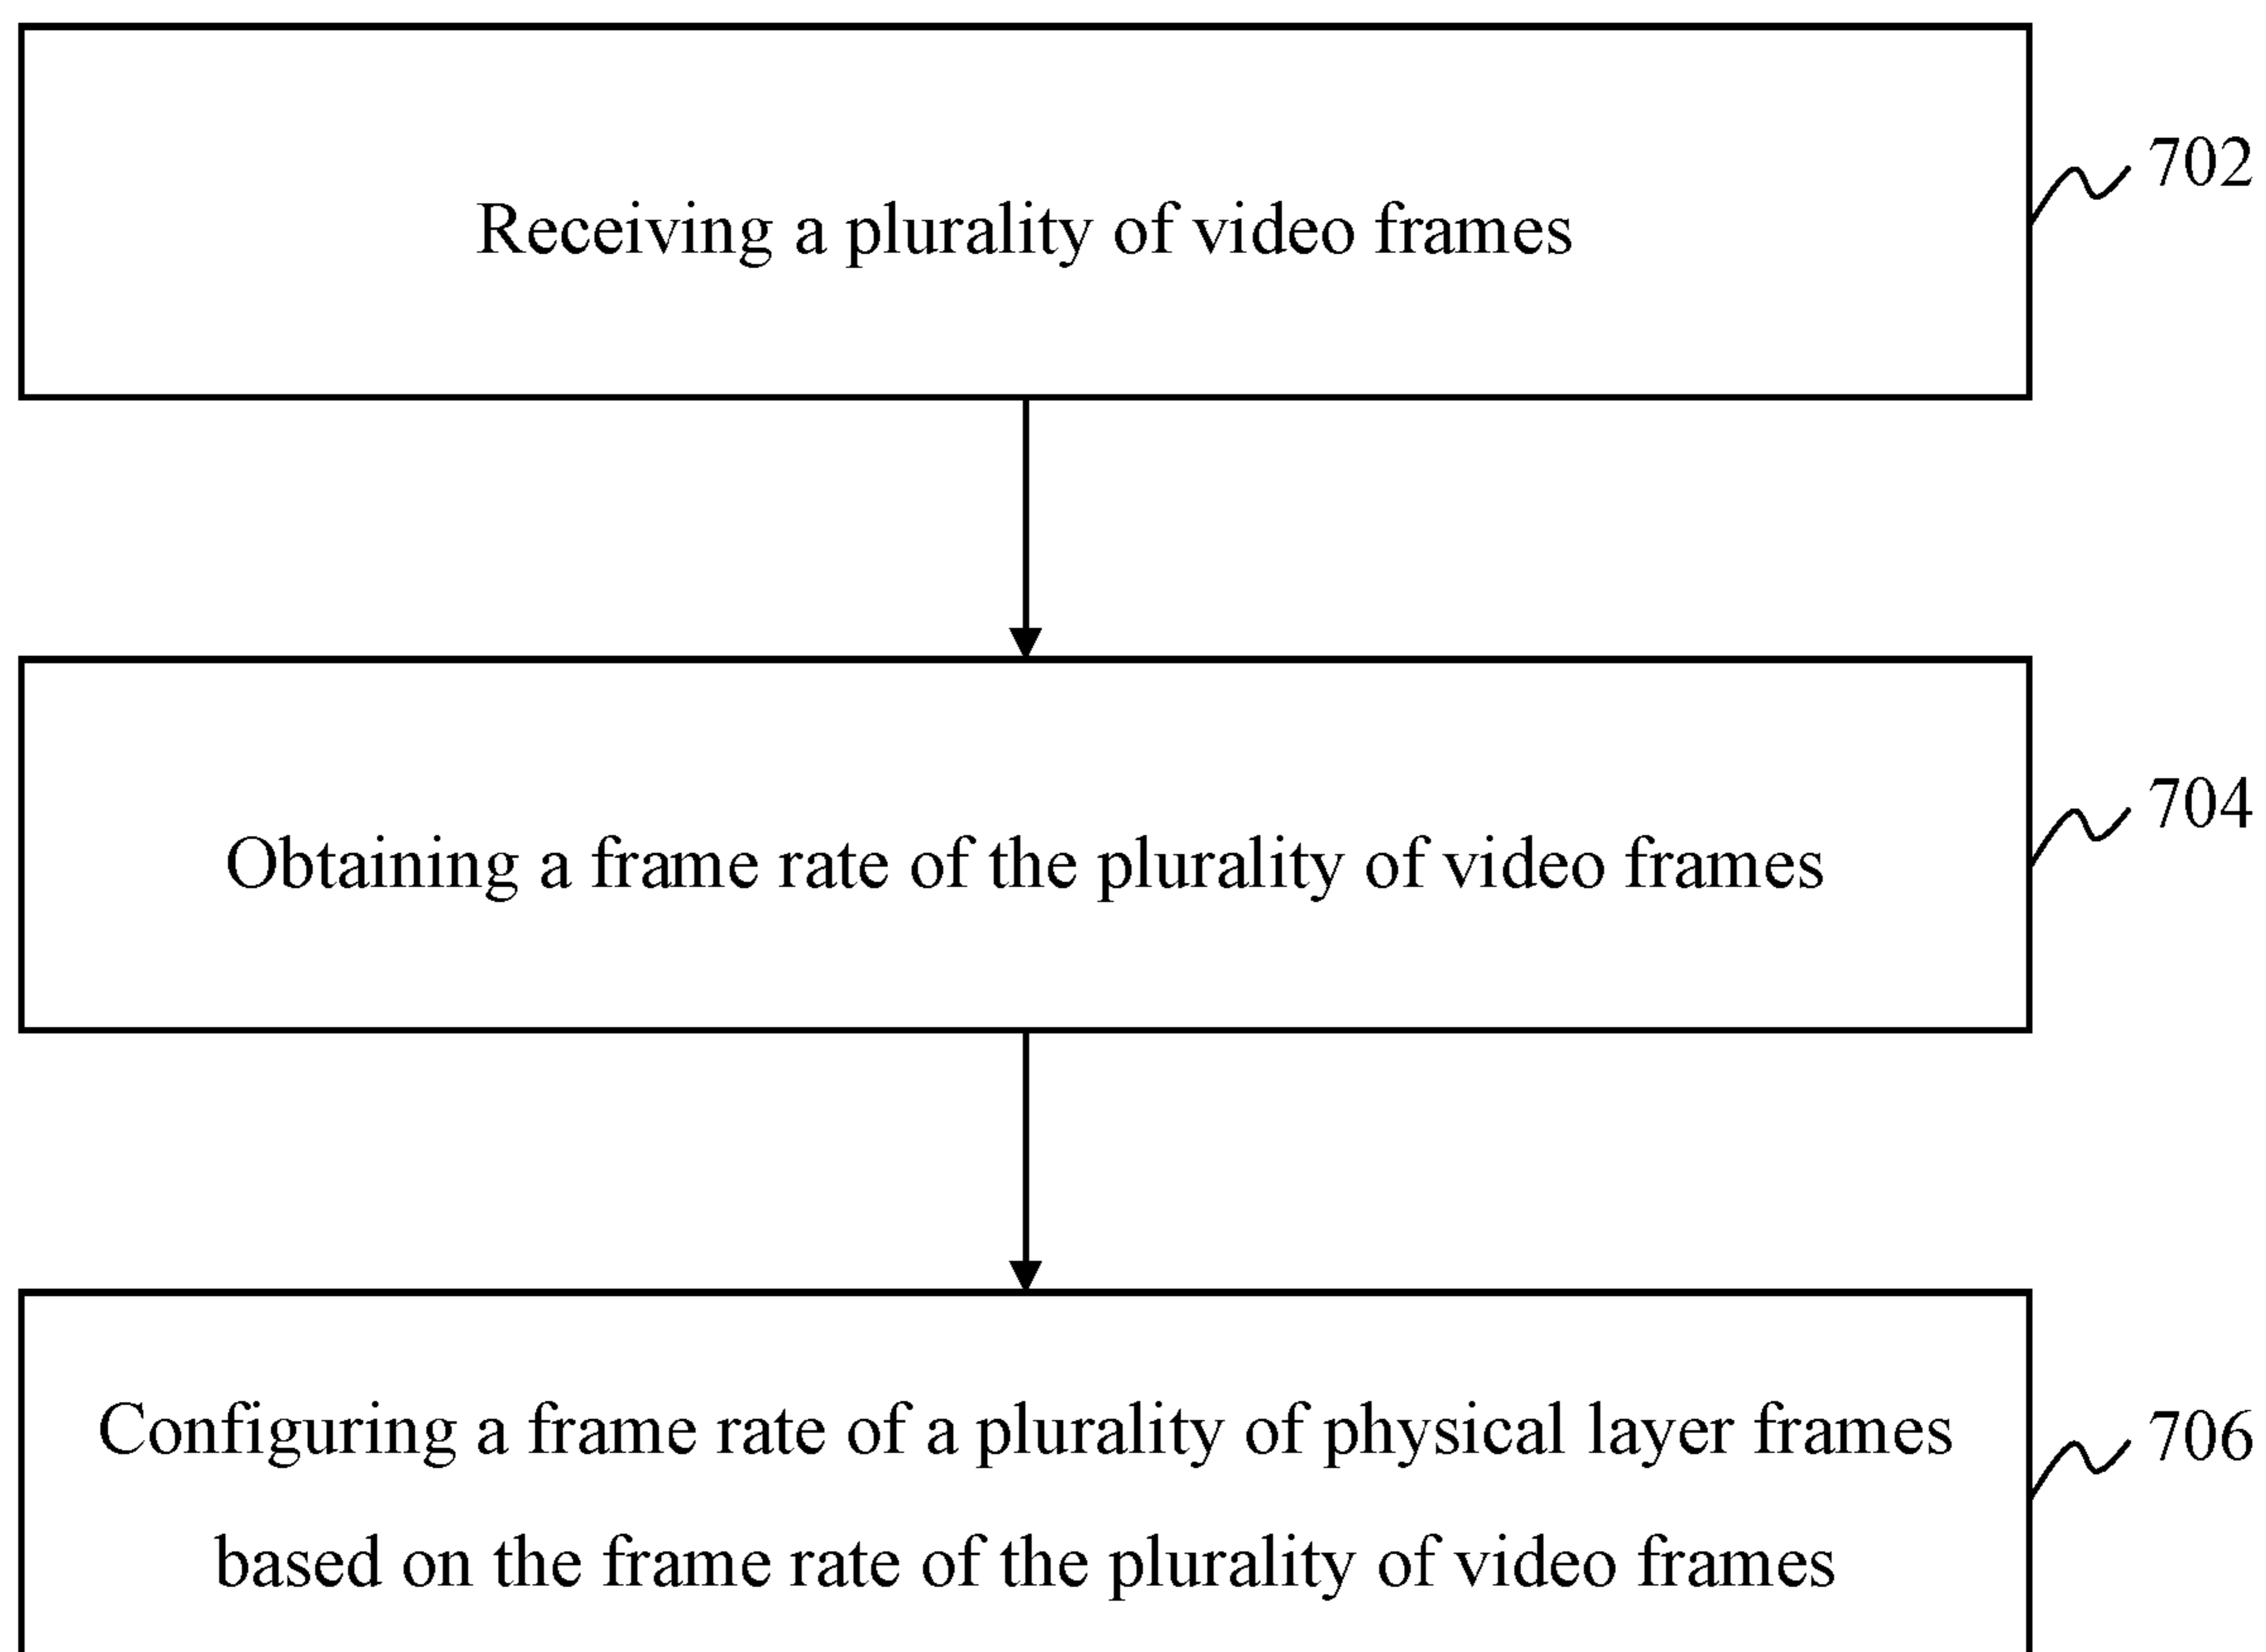 Receiving a plurality of video frames
702
Obtaining a frame rate of the plurality of video frames
704
Configuring a frame rate of a plurality of physical layer frames
based on the frame rate of the plurality of video frames
706